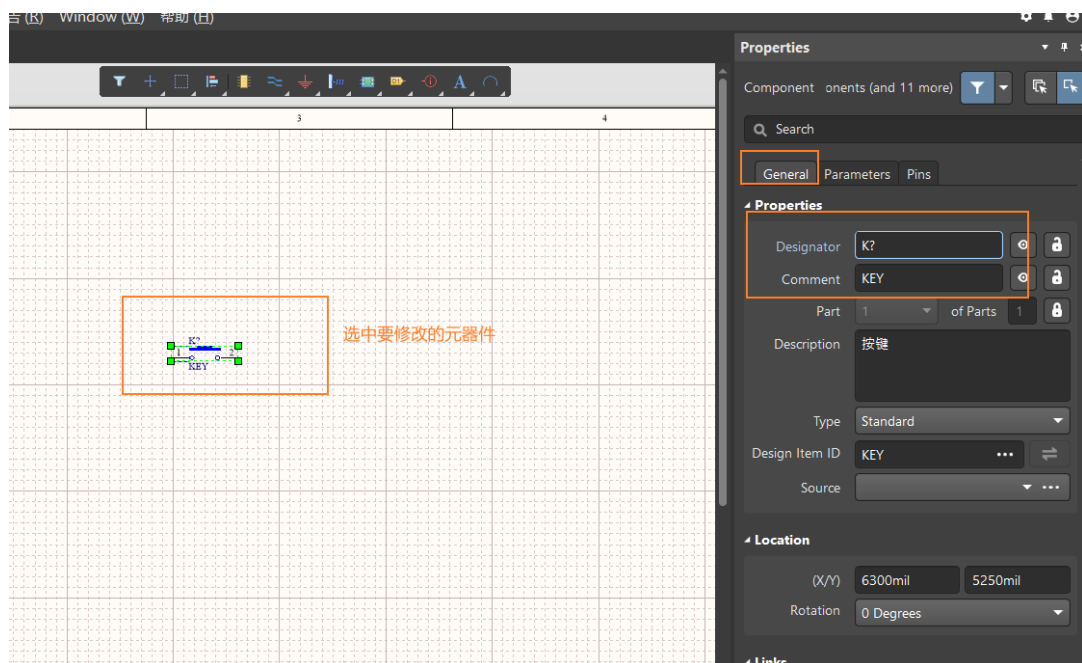 告(R) Window (W) 帮助 (H)
Properties
Component onents (and 11 more)
Search
3 4
General Parameters Pins
Properties
Designator K?
Comment KEY
Part 1 of Parts 1
Description 按键
选中要修改的元器件
K?
1 2
KEY
Type Standard
Design Item ID KEY ...
Source ...
Location
(X/Y) 6300mil 5250mil
Rotation 0 Degrees
Links